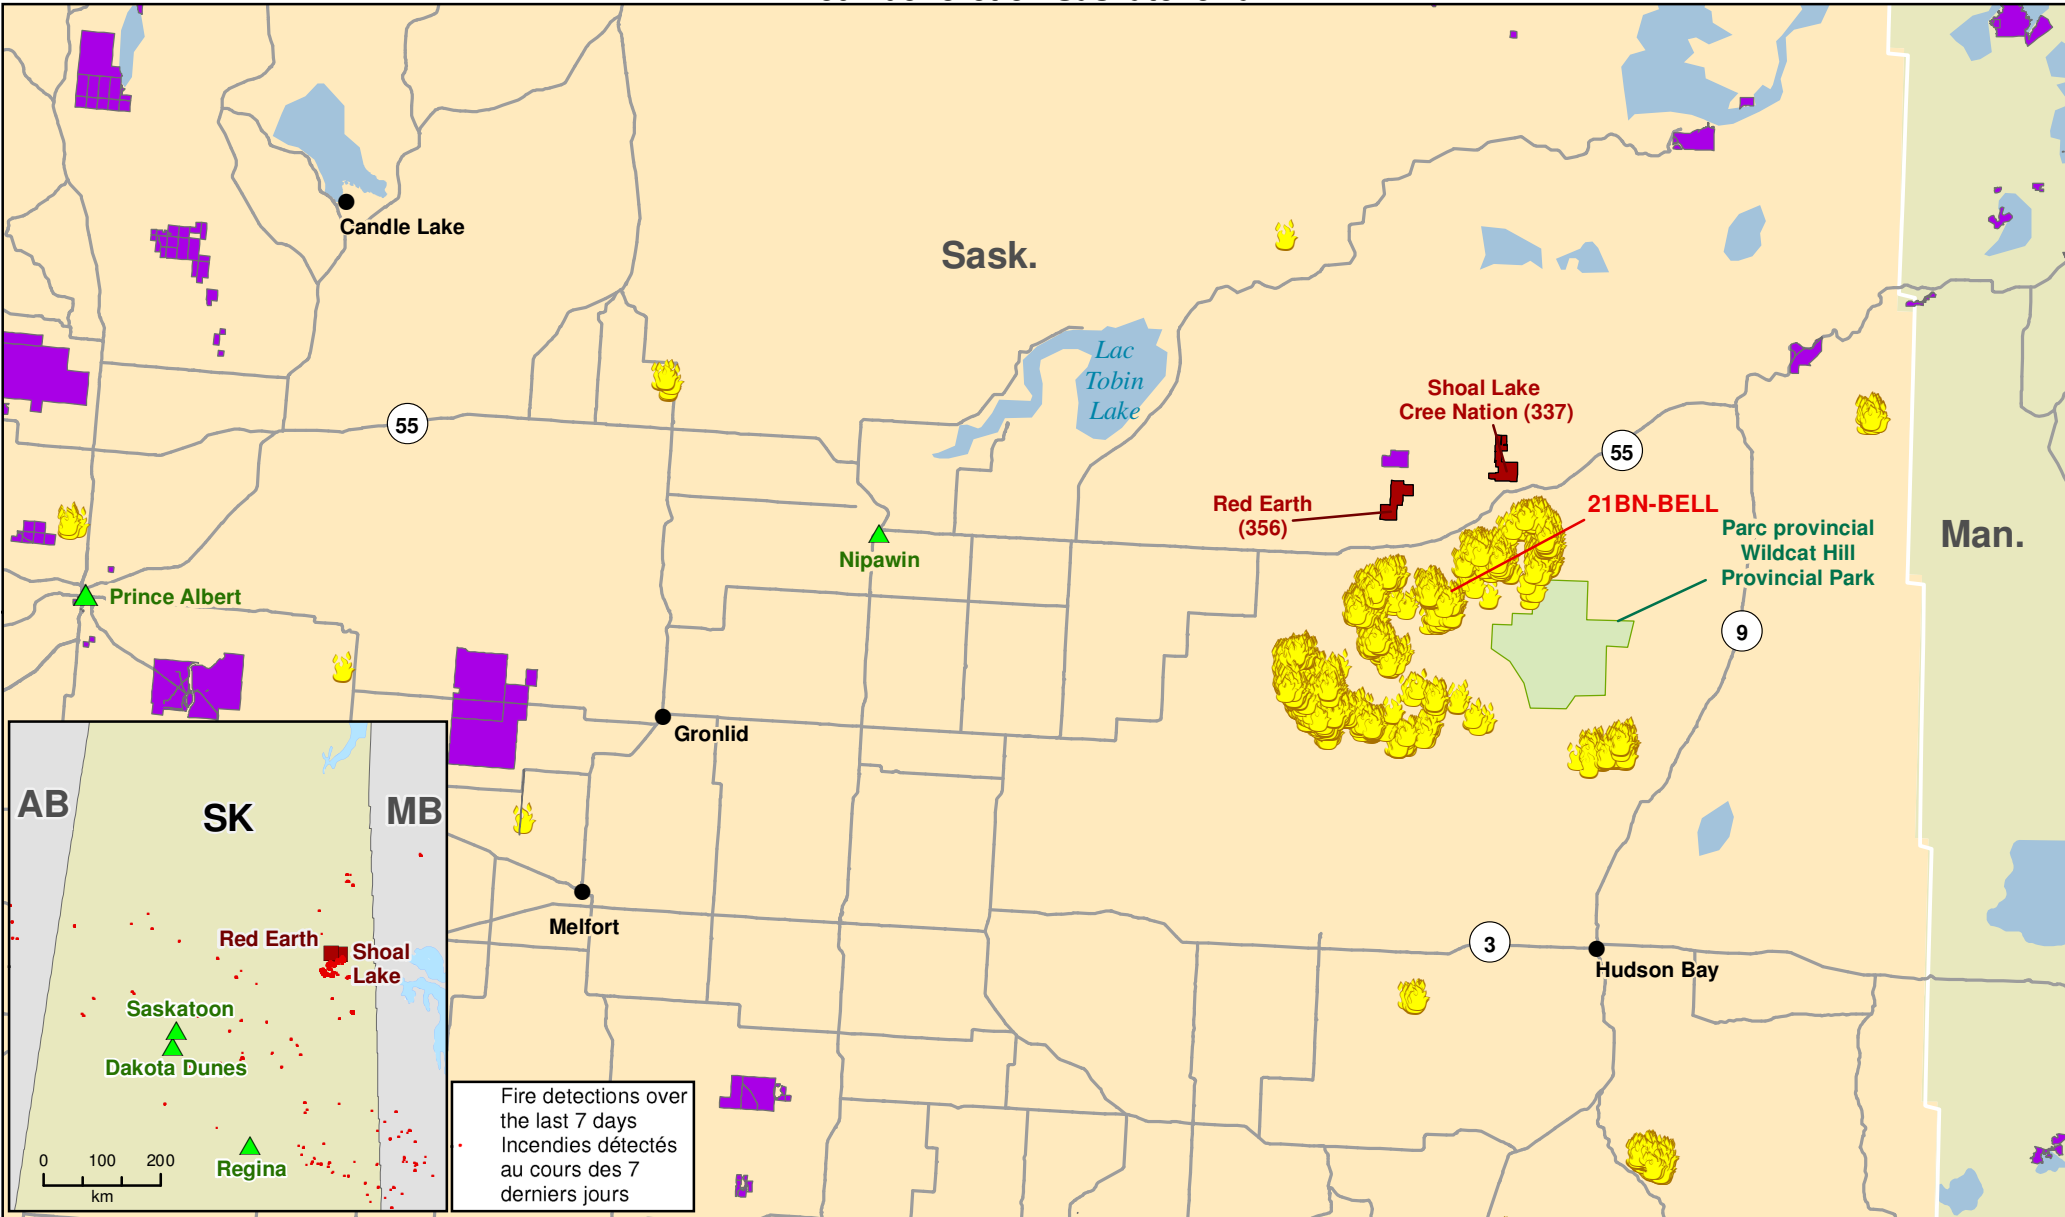 Candle Lake
Sask.
Lac
Tobin
Lake
Shoal Lake
Cree Nation (337)
55
55
Red Earth
(356)
21BN-BELL
Parc provincial
Wildcat Hill
Provincial Park
Man.
Nipawin
Prince Albert
9
Gronlid
Melfort
3
Hudson Bay
AB
SK
MB
Red Earth
Shoal
Lake
Saskatoon
Dakota Dunes
Regina
0 100 200
km
Fire detections over
the last 7 days
Incendies détectés
au cours des 7
derniers jours